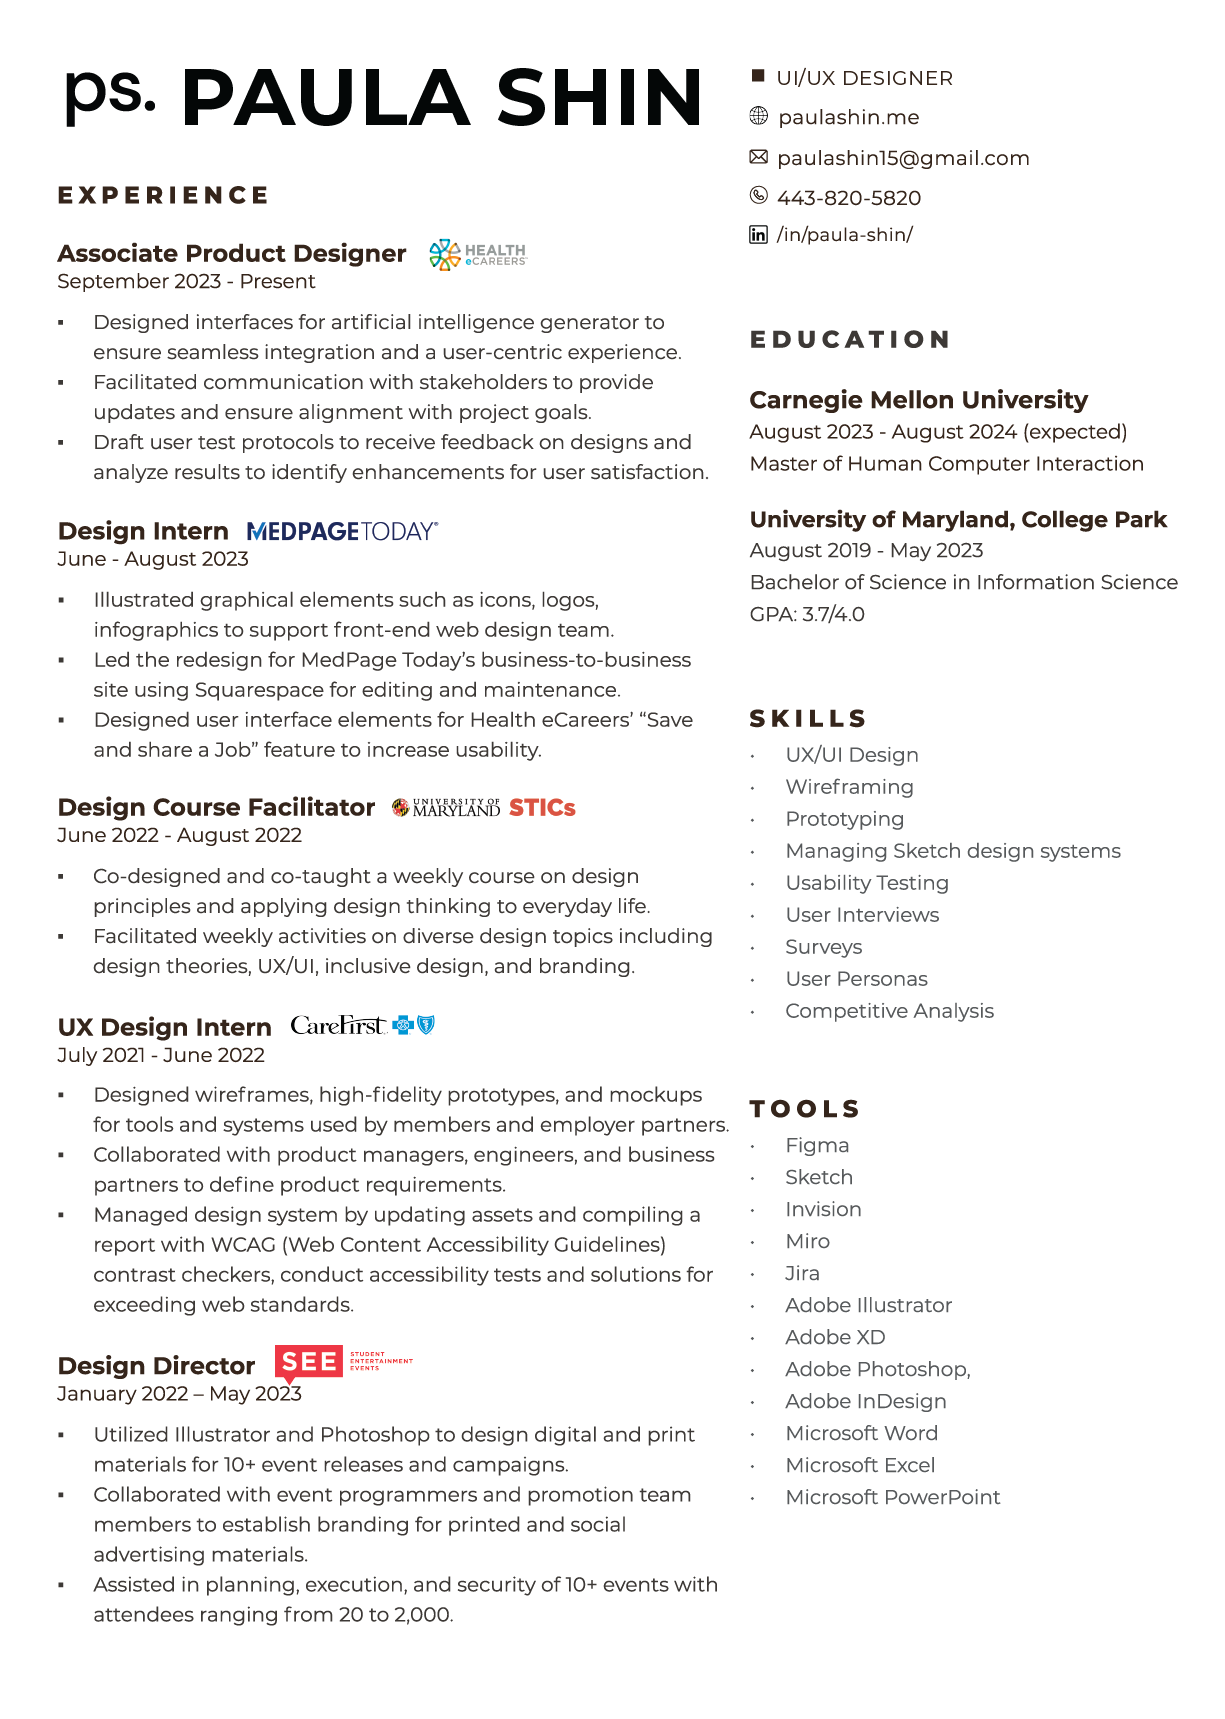 ps. PAULA SHIN
EXPERIENCE
Associate Product Designer HEALTH eCAREERS
September 2023 - Present
▪ Designed interfaces for artificial intelligence generator to
ensure seamless integration and a user-centric experience.
▪ Facilitated communication with stakeholders to provide
updates and ensure alignment with project goals.
▪ Draft user test protocols to receive feedback on designs and
analyze results to identify enhancements for user satisfaction.
Design Intern MEDPAGE TODAY®
June - August 2023
▪ Illustrated graphical elements such as icons, logos,
infographics to support front-end web design team.
▪ Led the redesign for MedPage Today’s business-to-business
site using Squarespace for editing and maintenance.
▪ Designed user interface elements for Health eCareers’ “Save
and share a Job” feature to increase usability.
Design Course Facilitator UNIVERSITY OF MARYLAND STICs
June 2022 - August 2022
▪ Co-designed and co-taught a weekly course on design
principles and applying design thinking to everyday life.
▪ Facilitated weekly activities on diverse design topics including
design theories, UX/UI, inclusive design, and branding.
UX Design Intern CareFirst
July 2021 - June 2022
▪ Designed wireframes, high-fidelity prototypes, and mockups
for tools and systems used by members and employer partners.
▪ Collaborated with product managers, engineers, and business
partners to define product requirements.
▪ Managed design system by updating assets and compiling a
report with WCAG (Web Content Accessibility Guidelines)
contrast checkers, conduct accessibility tests and solutions for
exceeding web standards.
Design Director SEE STUDENT ENTERTAINMENT EVENTS
January 2022 – May 2023
▪ Utilized Illustrator and Photoshop to design digital and print
materials for 10+ event releases and campaigns.
▪ Collaborated with event programmers and promotion team
members to establish branding for printed and social
advertising materials.
▪ Assisted in planning, execution, and security of 10+ events with
attendees ranging from 20 to 2,000.
■ UI/UX DESIGNER
paulashin.me
paulashin15@gmail.com
443-820-5820
in /in/paula-shin/
EDUCATION
Carnegie Mellon University
August 2023 - August 2024 (expected)
Master of Human Computer Interaction
University of Maryland, College Park
August 2019 - May 2023
Bachelor of Science in Information Science
GPA: 3.7/4.0
SKILLS
• UX/UI Design
• Wireframing
• Prototyping
• Managing Sketch design systems
• Usability Testing
• User Interviews
• Surveys
• User Personas
• Competitive Analysis
TOOLS
• Figma
• Sketch
• Invision
• Miro
• Jira
• Adobe Illustrator
• Adobe XD
• Adobe Photoshop,
• Adobe InDesign
• Microsoft Word
• Microsoft Excel
• Microsoft PowerPoint